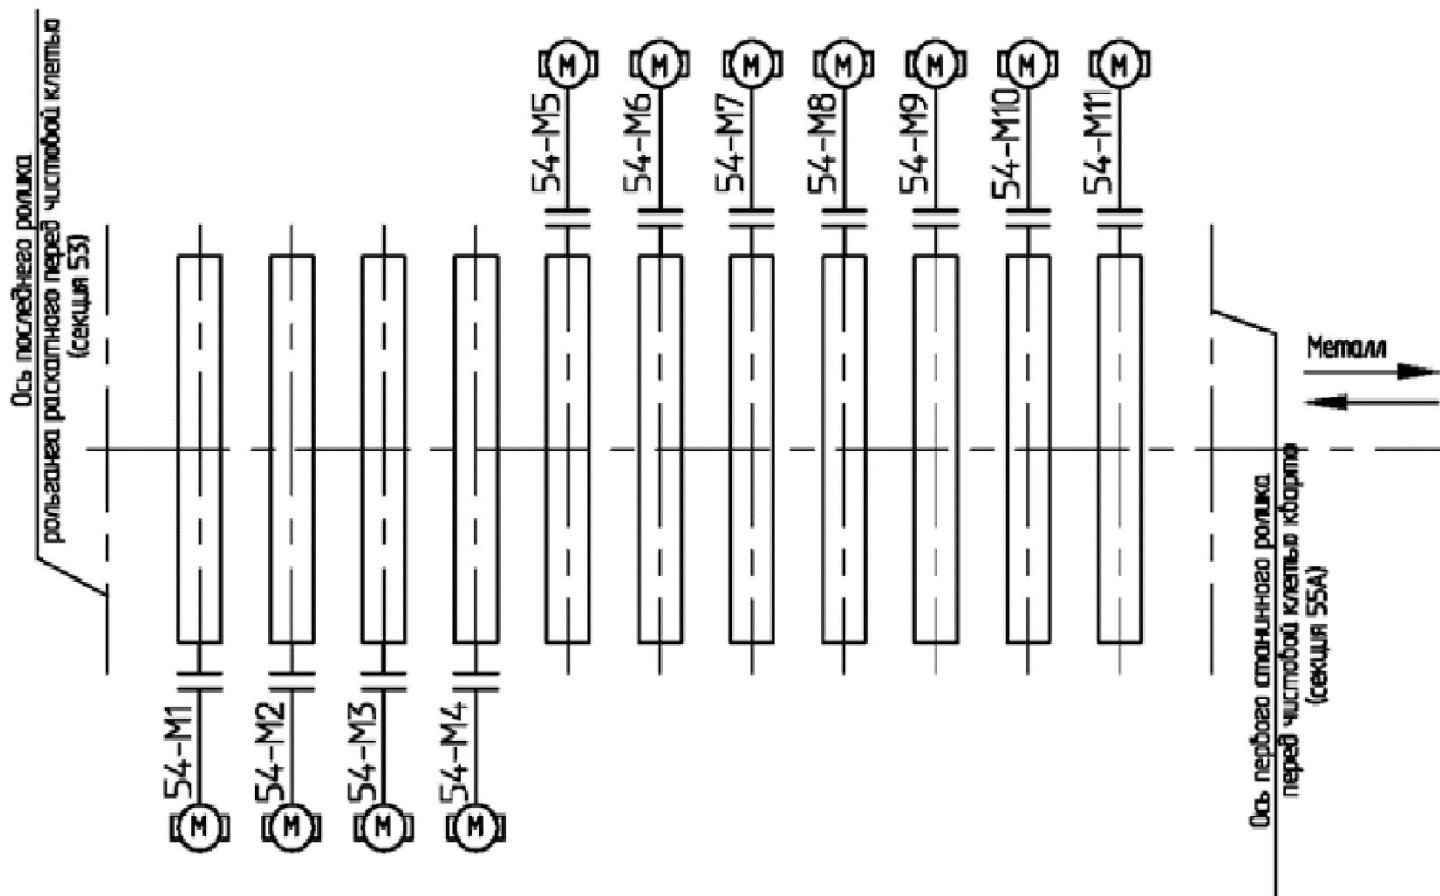 Ось последнего ролика
рольганга раскатного перед чистовой клетью
(секция 53)
M
M
M
M
M
M
M
54-M5
54-M6
54-M7
54-M8
54-M9
54-M10
54-M11
Металл
54-M1
54-M2
54-M3
54-M4
M
M
M
M
Ось первого станинного ролика
перед чистовой клетью кварто
(секция 55А)